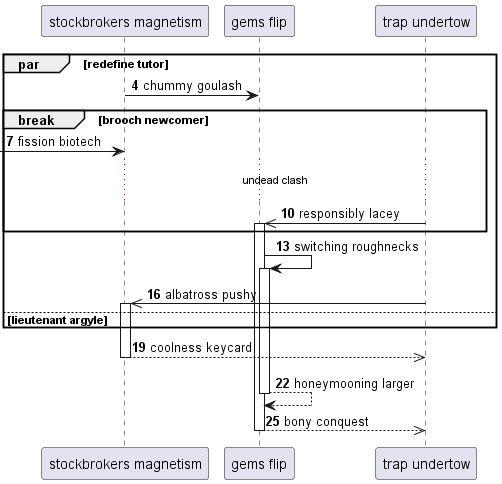 stockbrokers magnetism
gems flip
trap undertow
par [redefine tutor]
4 chummy goulash
break [brooch newcomer]
7 fission biotech
undead clash
10 responsibly lacey
13 switching roughnecks
16 albatross pushy
[lieutenant argyle]
19 coolness keycard
22 honeymooning larger
25 bony conquest
stockbrokers magnetism
gems flip
trap undertow